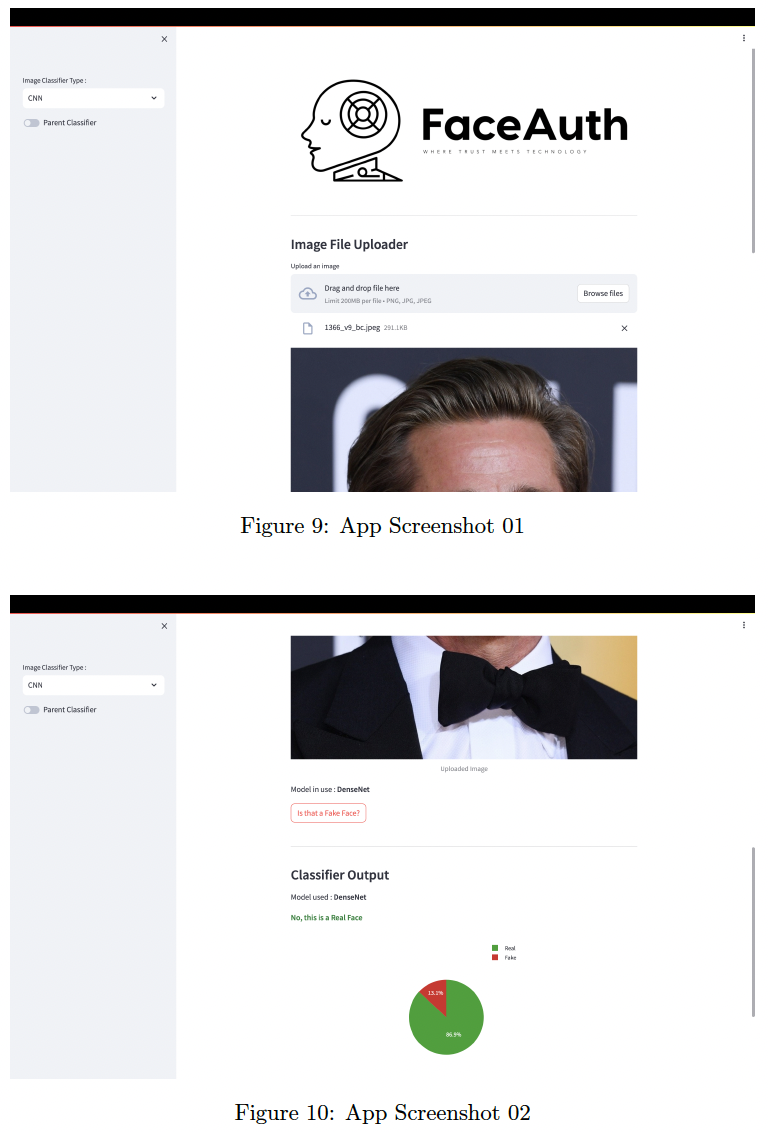 Image Classifier Type :
CNN
Parent Classifier
FaceAuth
WHERE TRUST MEETS TECHNOLOGY
Image File Uploader
Upload an image
Drag and drop file here
Limit 200MB per file • PNG, JPG, JPEG
Browse files
1366_v9_bc.jpeg 291.1KB
Figure 9: App Screenshot 01
Image Classifier Type :
CNN
Parent Classifier
Uploaded Image
Model in use : DenseNet
Is that a Fake Face?
Classifier Output
Model used : DenseNet
No, this is a Real Face
Real
Fake
13.1%
86.9%
Figure 10: App Screenshot 02